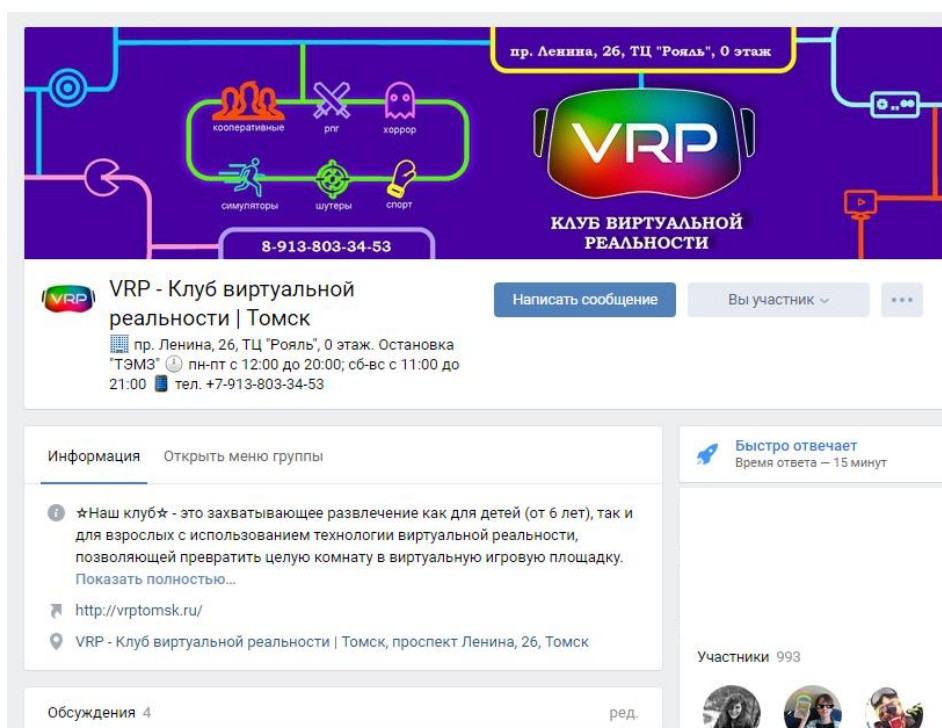 пр. Ленина, 26, ТЦ "Рояль", 0 этаж
кооперативные
рпг
хоррор
симуляторы
шутеры
спорт
8-913-803-34-53
VRP
КЛУБ ВИРТУАЛЬНОЙ
РЕАЛЬНОСТИ
VRP
VRP - Клуб виртуальной
реальности | Томск
пр. Ленина, 26, ТЦ "Рояль", 0 этаж. Остановка
"ТЭМЗ" пн-пт с 12:00 до 20:00; сб-вс с 11:00 до
21:00 тел. +7-913-803-34-53
Написать сообщение
Вы участник
Информация
Открыть меню группы
☆Наш клуб☆ - это захватывающее развлечение как для детей (от 6 лет), так и
для взрослых с использованием технологии виртуальной реальности,
позволяющей превратить целую комнату в виртуальную игровую площадку.
Показать полностью...
http://vrptomsk.ru/
VRP - Клуб виртуальной реальности | Томск, проспект Ленина, 26, Томск
Обсуждения 4
ред.
Быстро отвечает
Время ответа — 15 минут
Участники 993